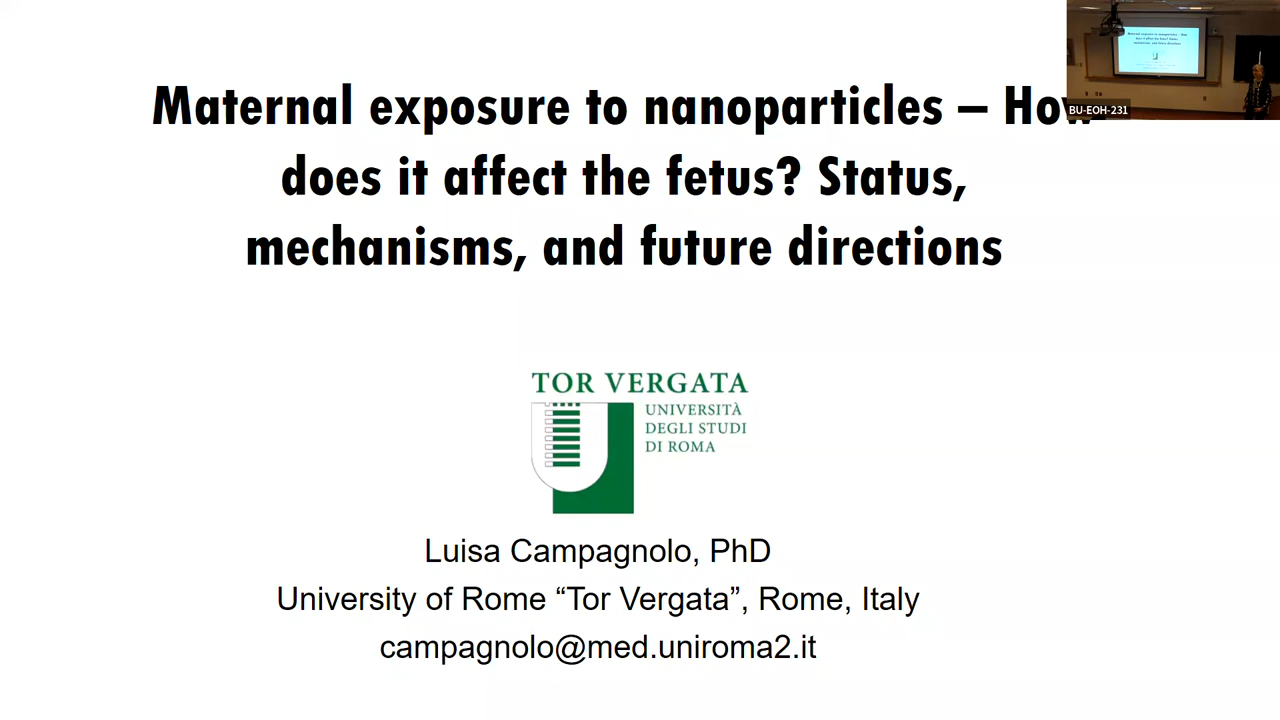 Maternal exposure to nanoparticles – How
does it affect the fetus? Status,
mechanisms, and future directions
BU-EOH-231
TOR VERGATA
UNIVERSITÀ
DEGLI STUDI
DI ROMA
Luisa Campagnolo, PhD
University of Rome “Tor Vergata”, Rome, Italy
campagnolo@med.uniroma2.it